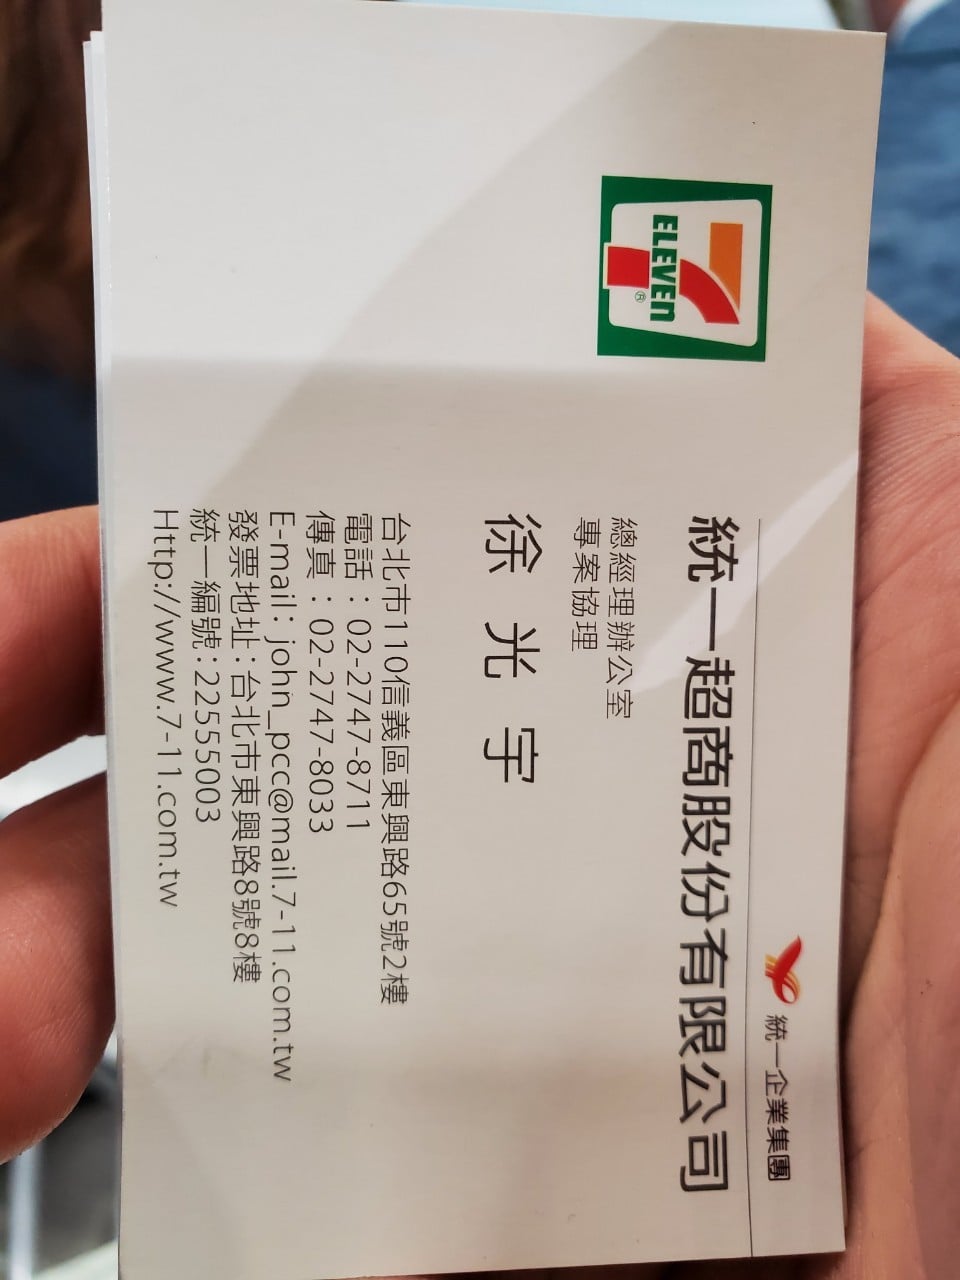 統一企業集團
7
ELEVEN®
統一超商股份有限公司
總經理辦公室
專案協理
徐光宇
台北市110信義區東興路65號2樓
電話：02-2747-8711
傳真：02-2747-8033
E-mail：john_pcc@mail.7-11.com.tw
發票地址：台北市東興路8號8樓
統一編號：22555003
Http://www.7-11.com.tw